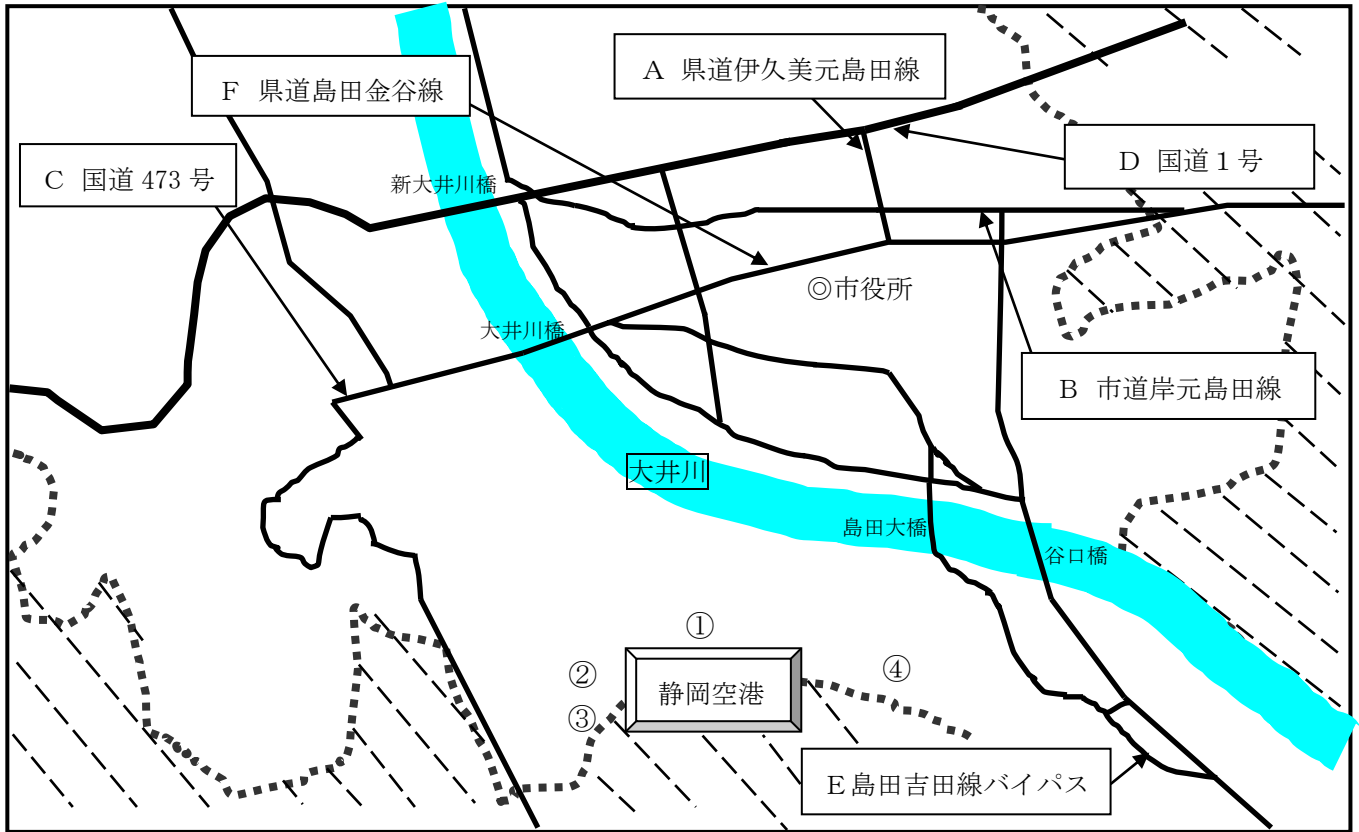 A 県道伊久美元島田線
F 県道島田金谷線
D 国道1号
C 国道 473 号
新大井川橋
◎市役所
大井川橋
B 市道岸元島田線
大井川
島田大橋
谷口橋
①
②
④
静岡空港
③
E島田吉田線バイパス